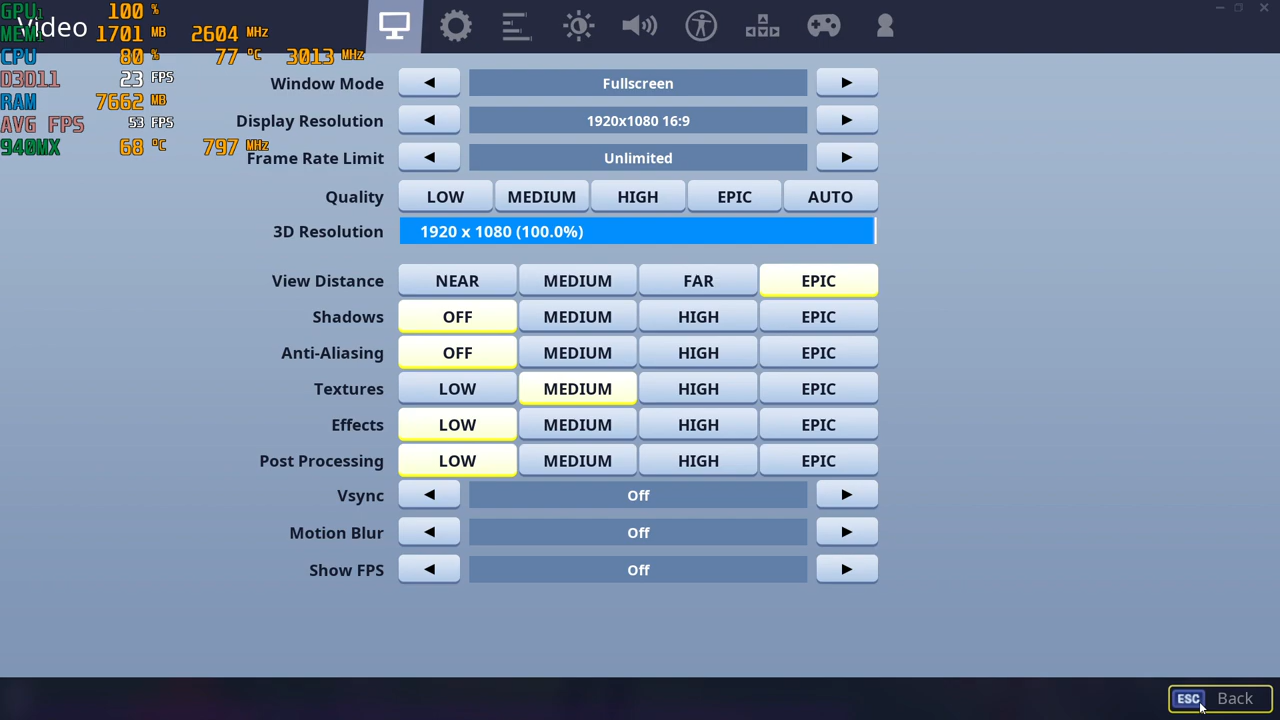 Video
GPU1 100 %
MEM1 1701 MB 2604 MHz
CPU 80 % 77 °C 3013 MHz
D3D11 23 FPS
RAM 7662 MB
AVG FPS 53 FPS
940MX 68 °C 797 MHz
Window Mode Fullscreen
Display Resolution 1920x1080 16:9
Frame Rate Limit Unlimited
Quality LOW MEDIUM HIGH EPIC AUTO
3D Resolution 1920 x 1080 (100.0%)
View Distance NEAR MEDIUM FAR EPIC
Shadows OFF MEDIUM HIGH EPIC
Anti-Aliasing OFF MEDIUM HIGH EPIC
Textures LOW MEDIUM HIGH EPIC
Effects LOW MEDIUM HIGH EPIC
Post Processing LOW MEDIUM HIGH EPIC
Vsync Off
Motion Blur Off
Show FPS Off
ESC Back